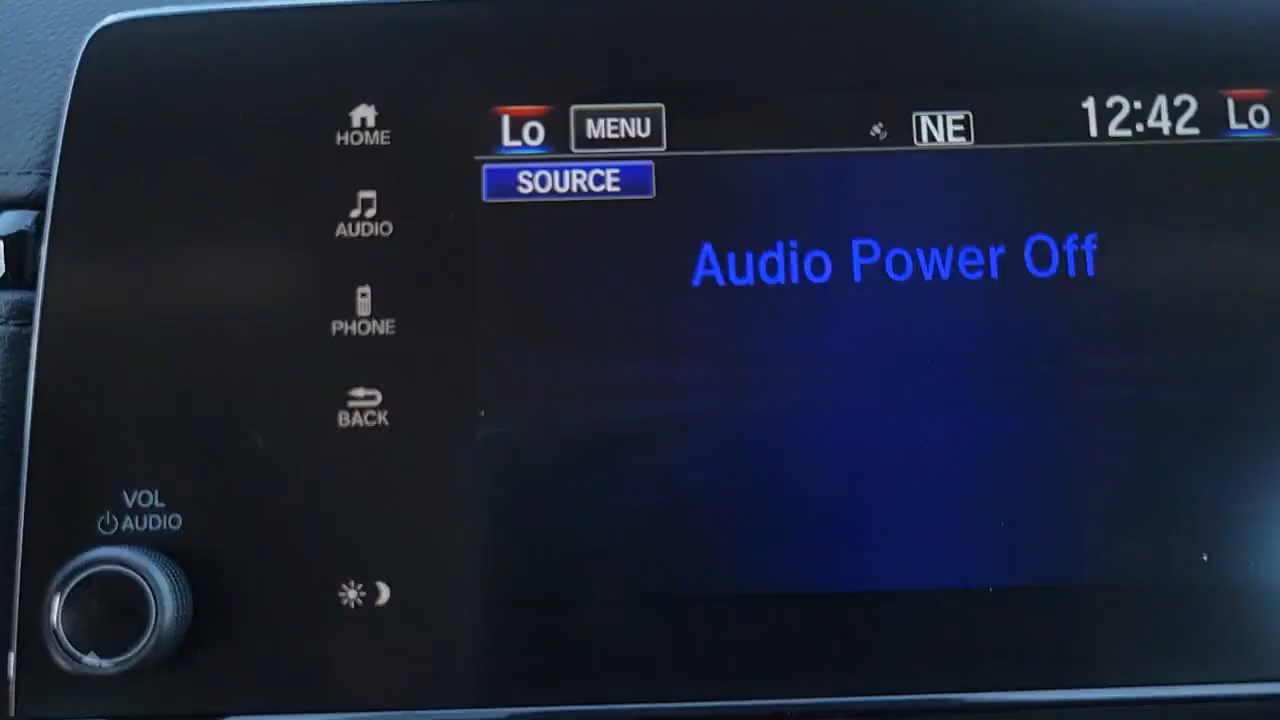 HOME
AUDIO
PHONE
BACK
VOL
AUDIO
Lo MENU NE 12:42 Lo
SOURCE
Audio Power Off